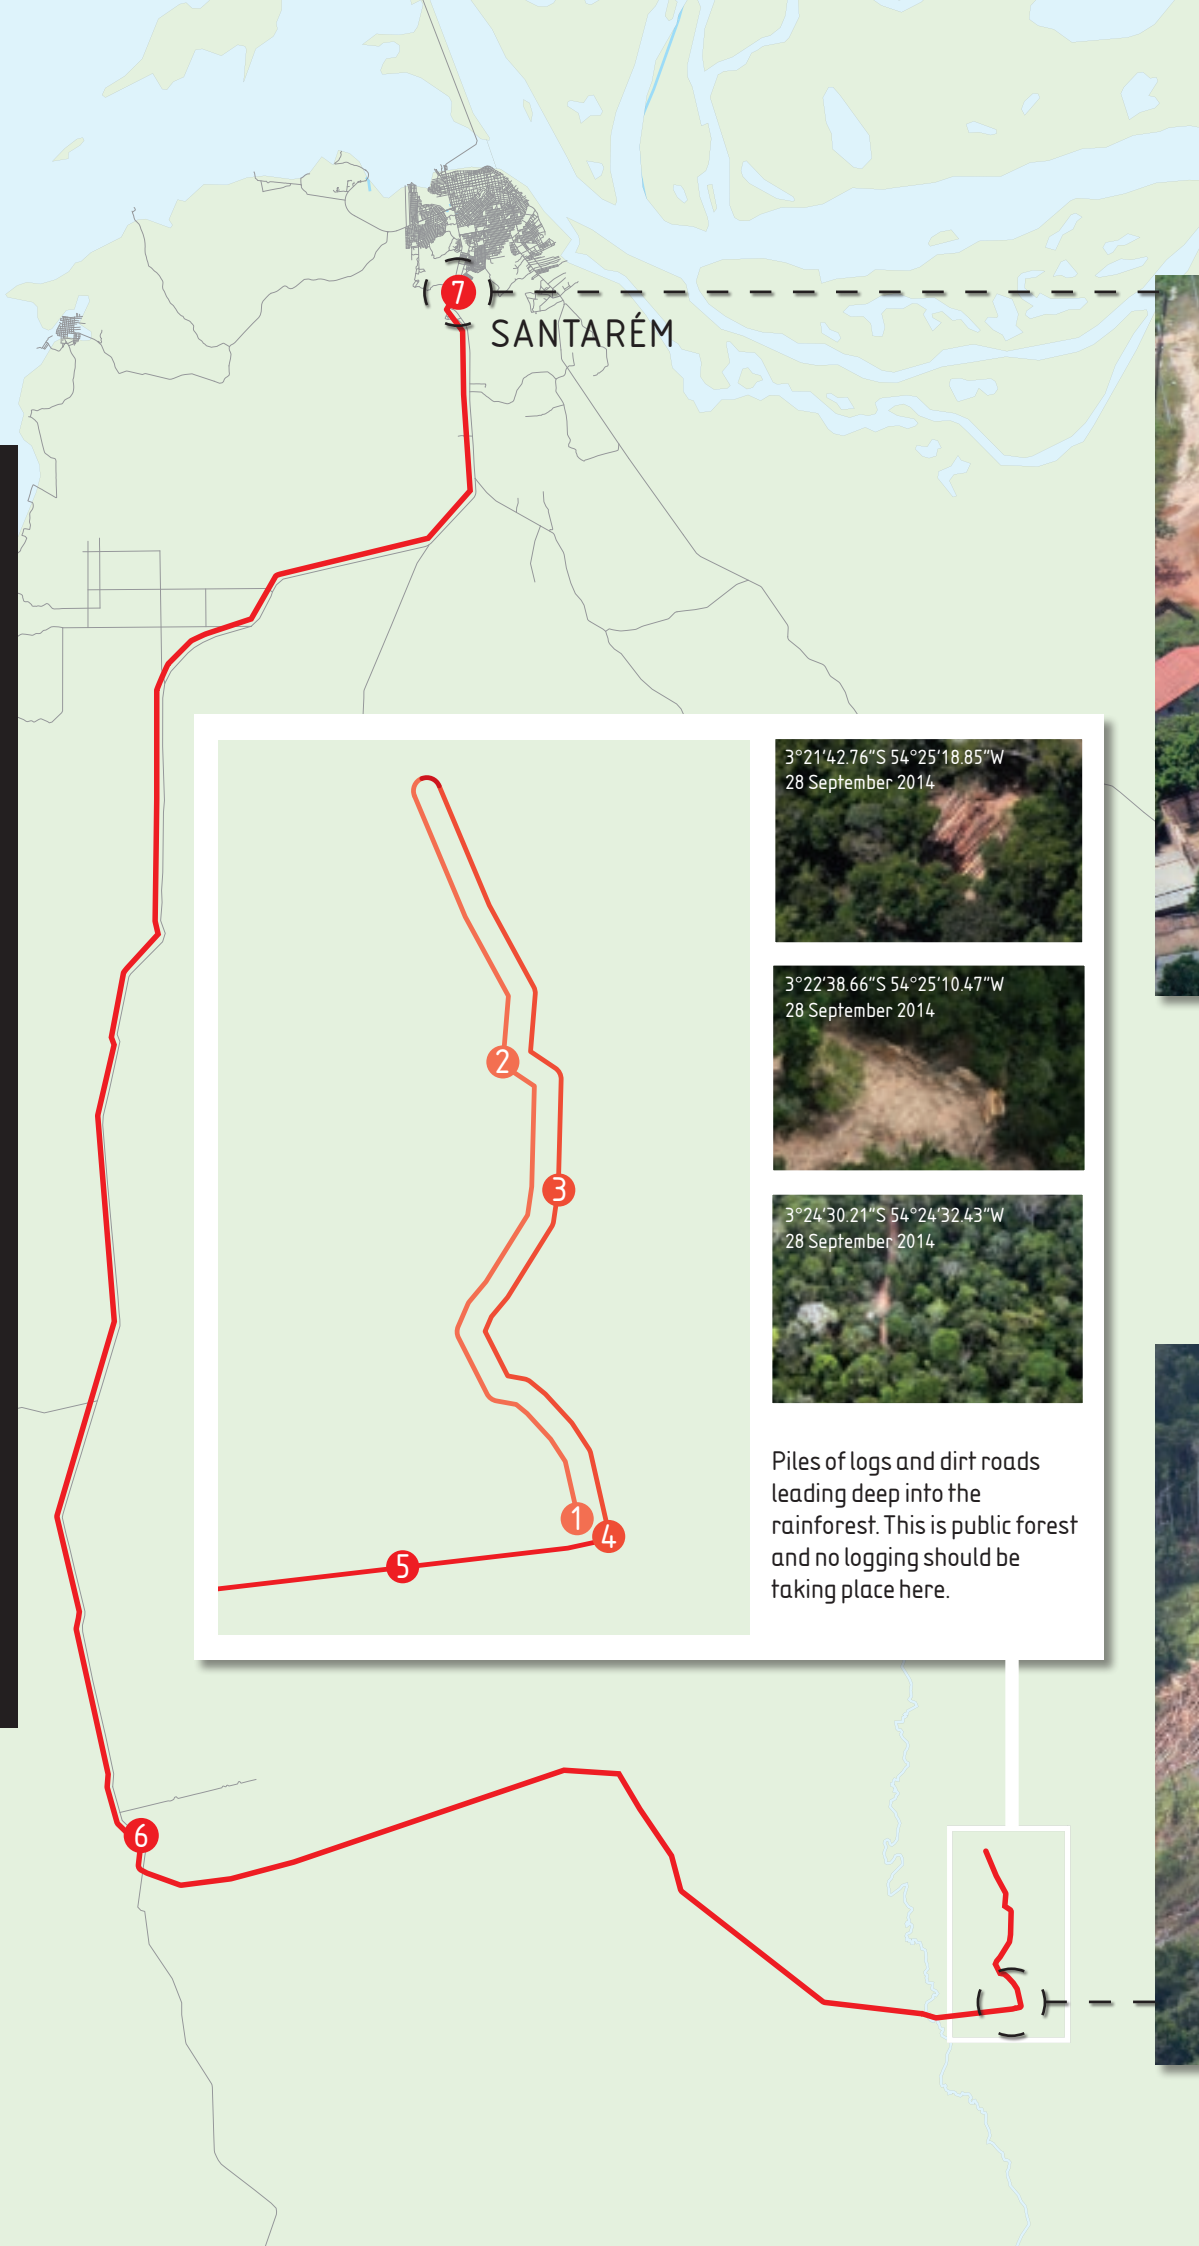 7
SANTARÉM
3°21'42.76"S 54°25'18.85"W
28 September 2014
2
3°22'38.66"S 54°25'10.47"W
28 September 2014
3
3°24'30.21"S 54°24'32.43"W
28 September 2014
Piles of logs and dirt roads
leading deep into the
rainforest. This is public forest
and no logging should be
taking place here.
1
4
5
6